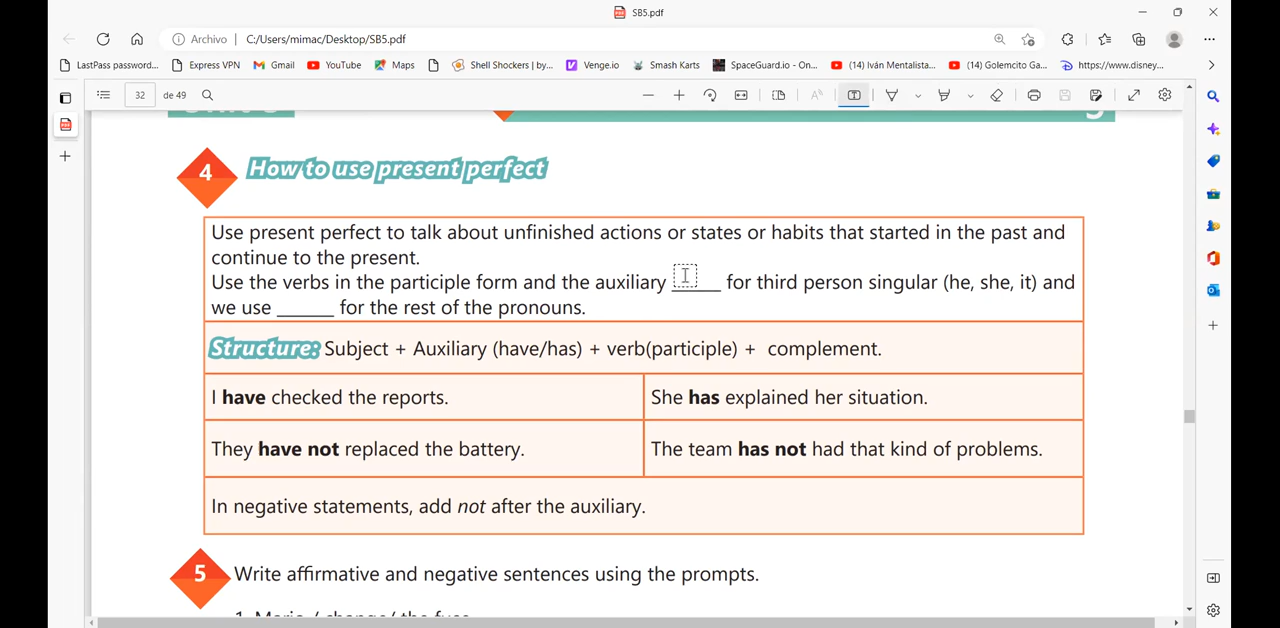 SB5.pdf
Archivo | C:/Users/mimac/Desktop/SB5.pdf
LastPass password... Express VPN Gmail YouTube Maps Shell Shockers | by... Venge.io Smash Karts SpaceGuard.io - On... (14) Iván Mentalista... (14) Golemcito Ga... https://www.disney...
32 de 49
4 How to use present perfect
Use present perfect to talk about unfinished actions or states or habits that started in the past and
continue to the present.
Use the verbs in the participle form and the auxiliary _____ for third person singular (he, she, it) and
we use ______ for the rest of the pronouns.
Structure: Subject + Auxiliary (have/has) + verb(participle) + complement.
I have checked the reports.
She has explained her situation.
They have not replaced the battery.
The team has not had that kind of problems.
In negative statements, add not after the auxiliary.
5 Write affirmative and negative sentences using the prompts.
1. Mario / change/ the fuse